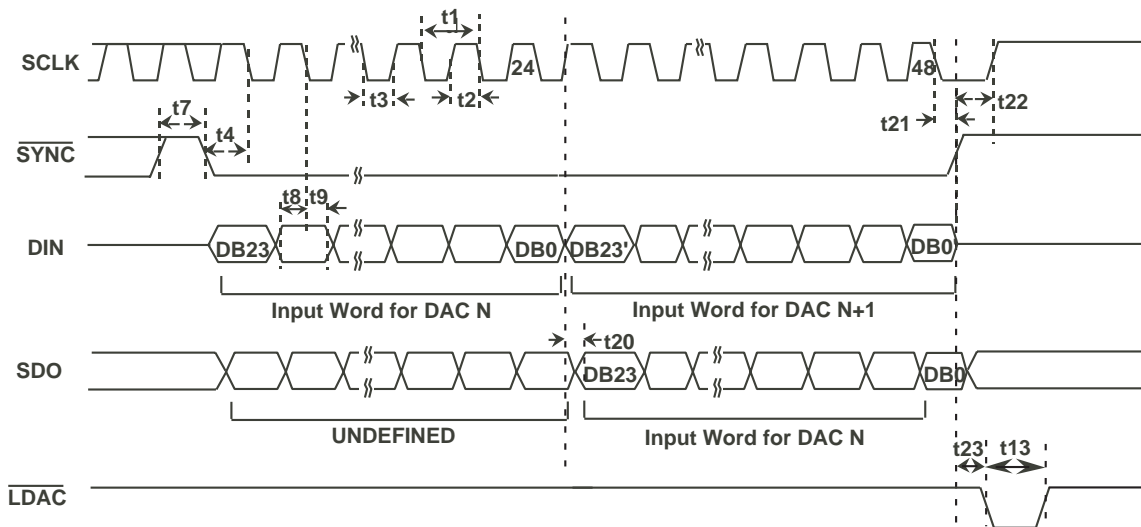 t1
SCLK
24
48
t3
t2
t21
t22
t7
t4
SYNC
t8
t9
DIN
DB23
DB0
DB23'
DB0
Input Word for DAC N
Input Word for DAC N+1
t20
SDO
DB23
DB0
UNDEFINED
Input Word for DAC N
t23
t13
LDAC